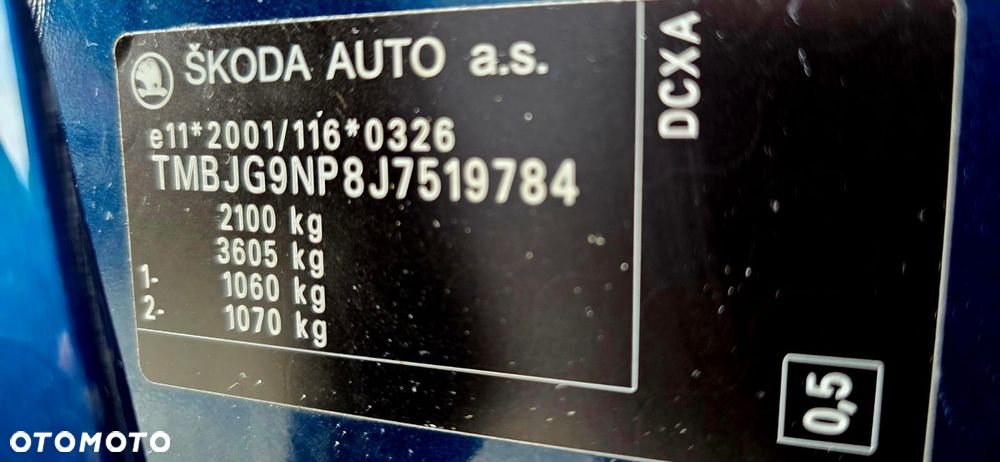 ŠKODA AUTO a.s.
e11*2001/116*0326
TMBJG9NP8J7519784
2100 kg
3605 kg
1- 1060 kg
2- 1070 kg
DCXA
0,5
OTOMOTO